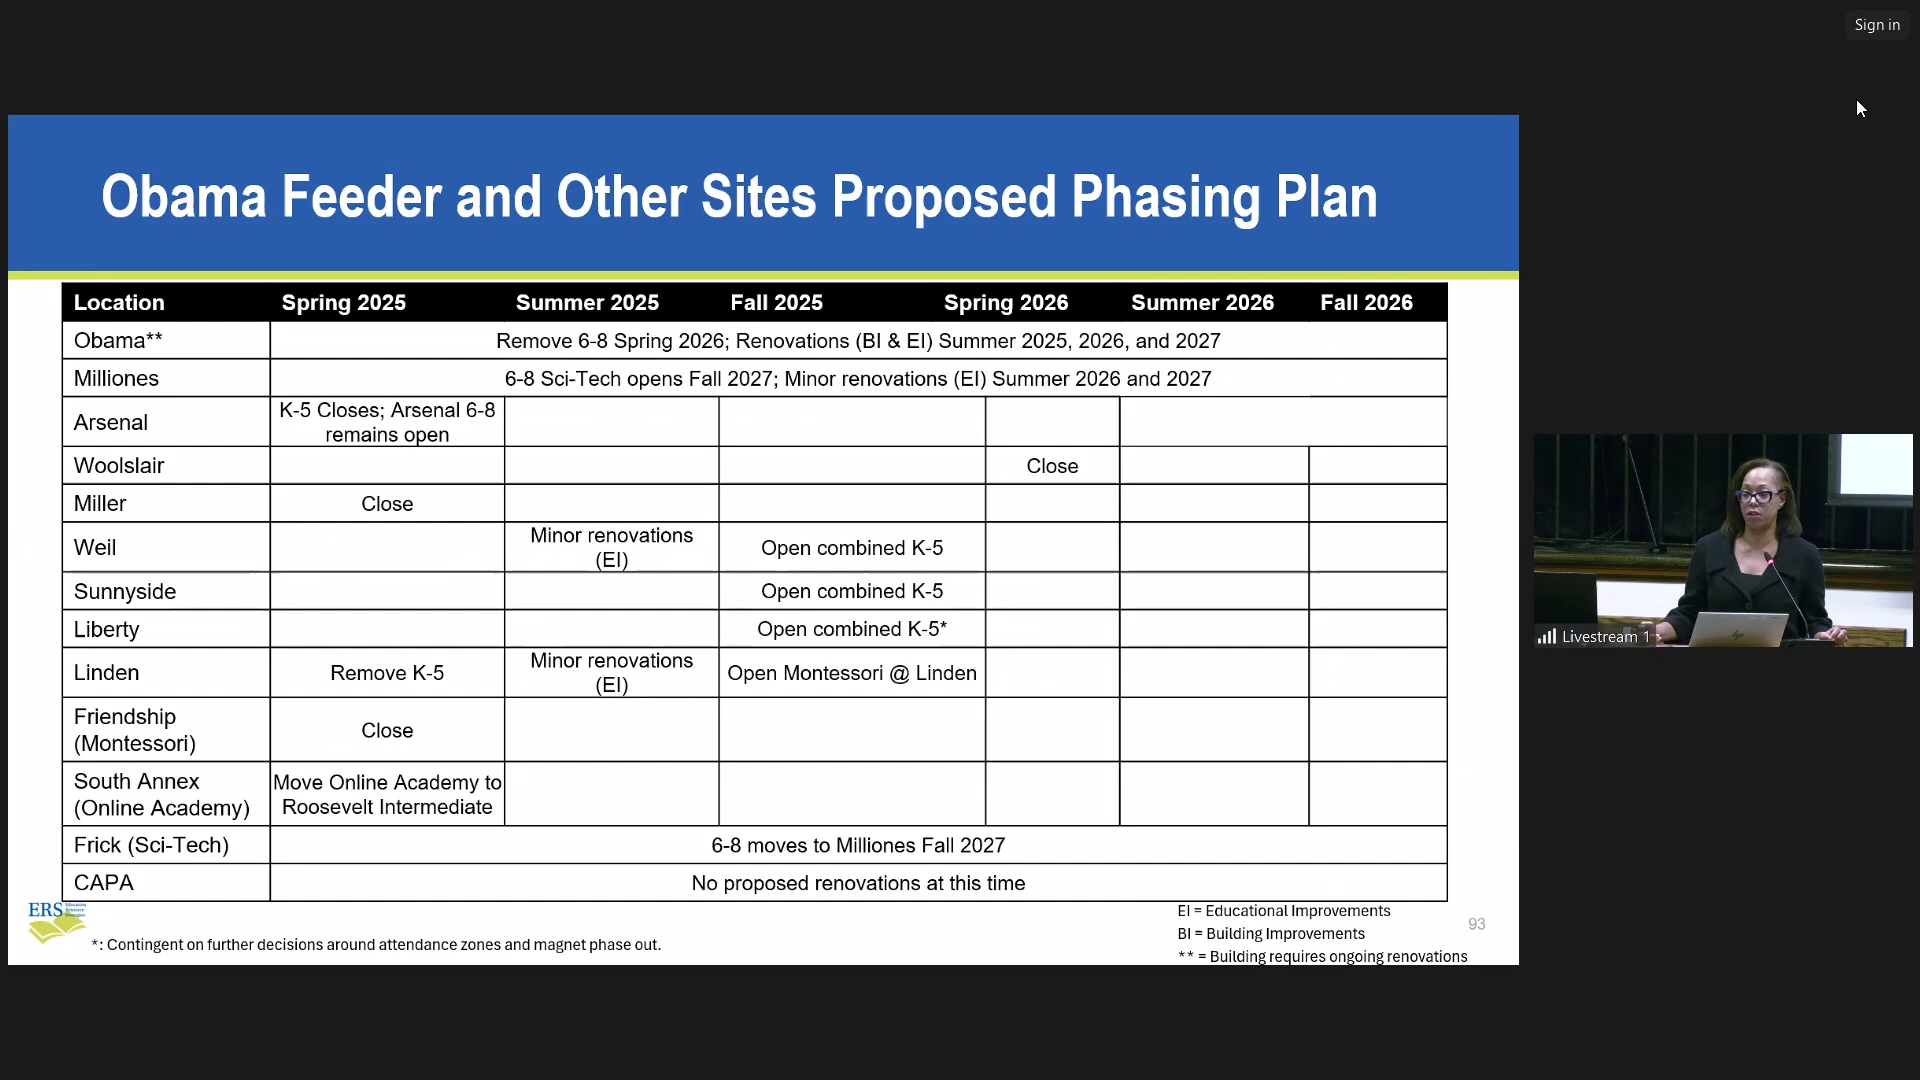 Sign in
Obama Feeder and Other Sites Proposed Phasing Plan
Location Spring 2025 Summer 2025 Fall 2025 Spring 2026 Summer 2026 Fall 2026
Obama** Remove 6-8 Spring 2026; Renovations (BI & EI) Summer 2025, 2026, and 2027
Milliones 6-8 Sci-Tech opens Fall 2027; Minor renovations (EI) Summer 2026 and 2027
Arsenal K-5 Closes; Arsenal 6-8
remains open
Woolslair Close
Miller Close
Weil Minor renovations
(EI) Open combined K-5
Sunnyside Open combined K-5
Liberty Open combined K-5*
Linden Remove K-5 Minor renovations
(EI) Open Montessori @ Linden
Friendship
(Montessori) Close
South Annex
(Online Academy) Move Online Academy to
Roosevelt Intermediate
Frick (Sci-Tech) 6-8 moves to Milliones Fall 2027
CAPA No proposed renovations at this time
ERS
*: Contingent on further decisions around attendance zones and magnet phase out.
EI = Educational Improvements
BI = Building Improvements
** = Building requires ongoing renovations
93
Livestream 1